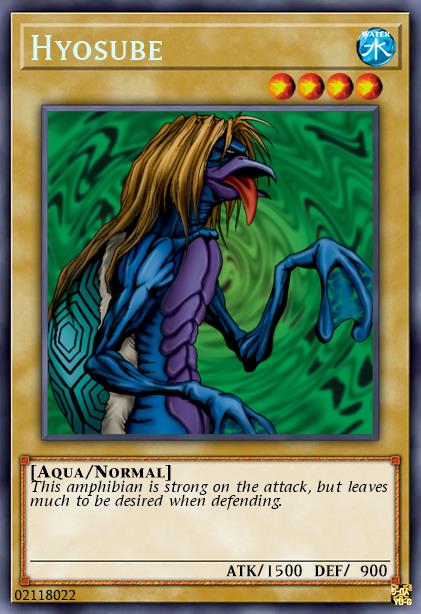 Hyosube
WATER
水
[Aqua/Normal]
This amphibian is strong on the attack, but leaves
much to be desired when defending.
ATK/1500 DEF/ 900
02118022